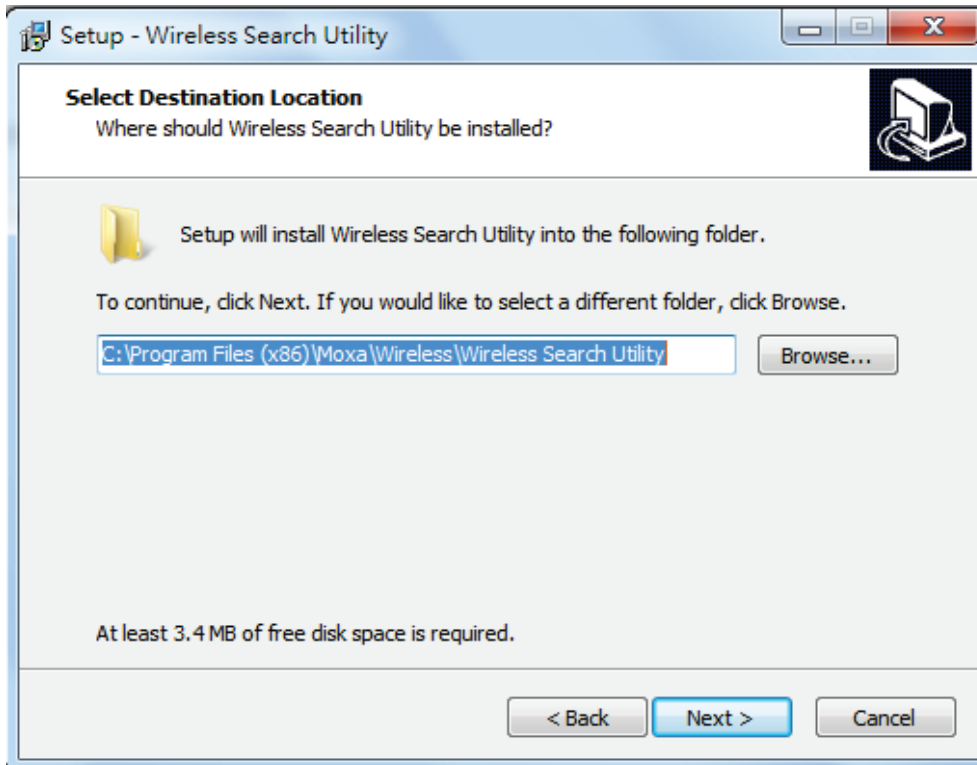 Setup - Wireless Search Utility
Select Destination Location
Where should Wireless Search Utility be installed?
Setup will install Wireless Search Utility into the following folder.
To continue, click Next. If you would like to select a different folder, click Browse.
C:\Program Files (x86)\Moxa\Wireless\Wireless Search Utility
Browse...
At least 3.4 MB of free disk space is required.
< Back
Next >
Cancel